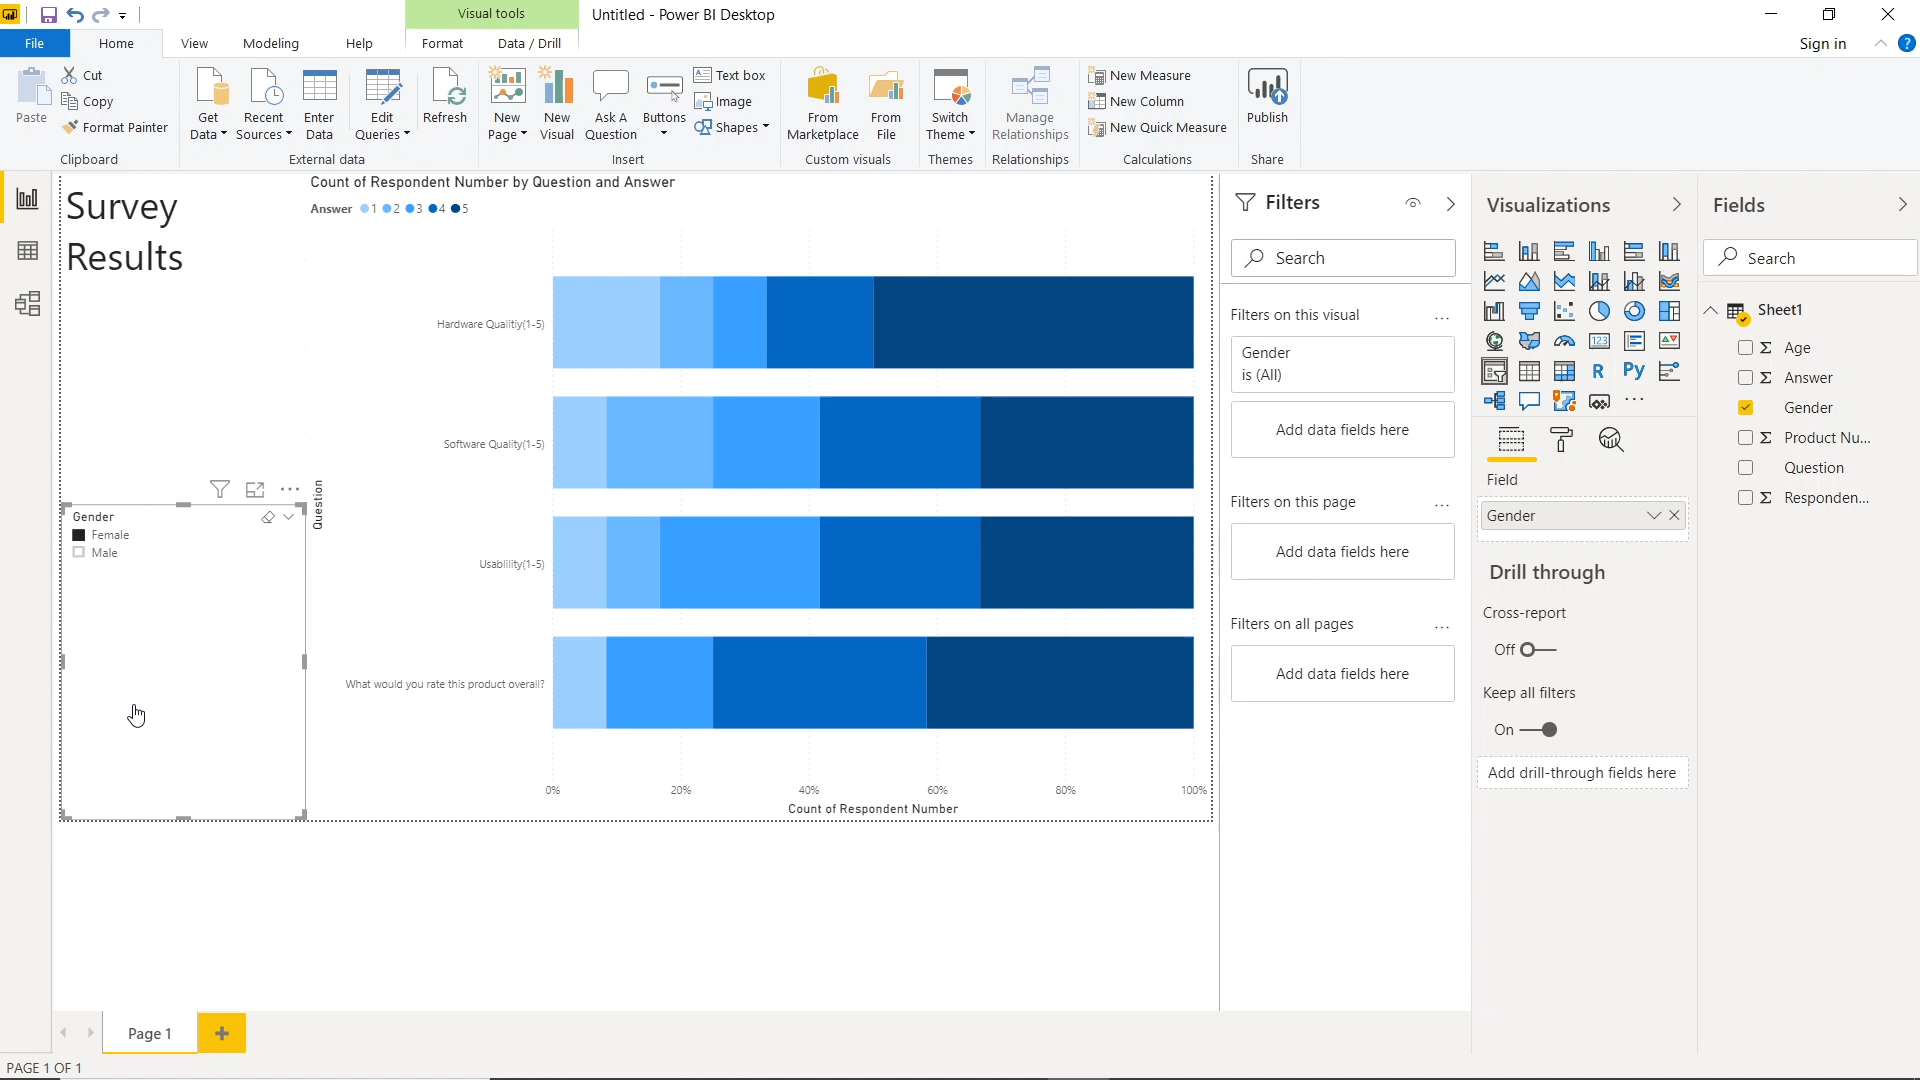 Visual tools
Untitled - Power BI Desktop
File
Home
View
Modeling
Help
Format
Data / Drill
Sign in
?
Paste
Cut
Copy
Format Painter
Clipboard
Get Data
Recent Sources
Enter Data
Edit Queries
Refresh
External data
New Page
New Visual
Ask A Question
Buttons
Text box
Image
Shapes
Insert
From Marketplace
From File
Custom visuals
Switch Theme
Themes
Manage Relationships
Relationships
New Measure
New Column
New Quick Measure
Calculations
Publish
Share
Survey
Results
Count of Respondent Number by Question and Answer
Answer 1 2 3 4 5
Hardware Quality(1-5)
Software Quality(1-5)
Usability(1-5)
What would you rate this product overall?
Question
0% 20% 40% 60% 80% 100%
Count of Respondent Number
Gender
Female
Male
Filters
Search
Filters on this visual
...
Gender
is (All)
Add data fields here
Filters on this page
...
Add data fields here
Filters on all pages
...
Add data fields here
Visualizations
123
R
Py
...
Field
Gender
Drill through
Cross-report
Off
Keep all filters
On
Add drill-through fields here
Fields
Search
Sheet1
Σ Age
Σ Answer
Gender
Σ Product Nu...
Question
Σ Responden...
Page 1
PAGE 1 OF 1